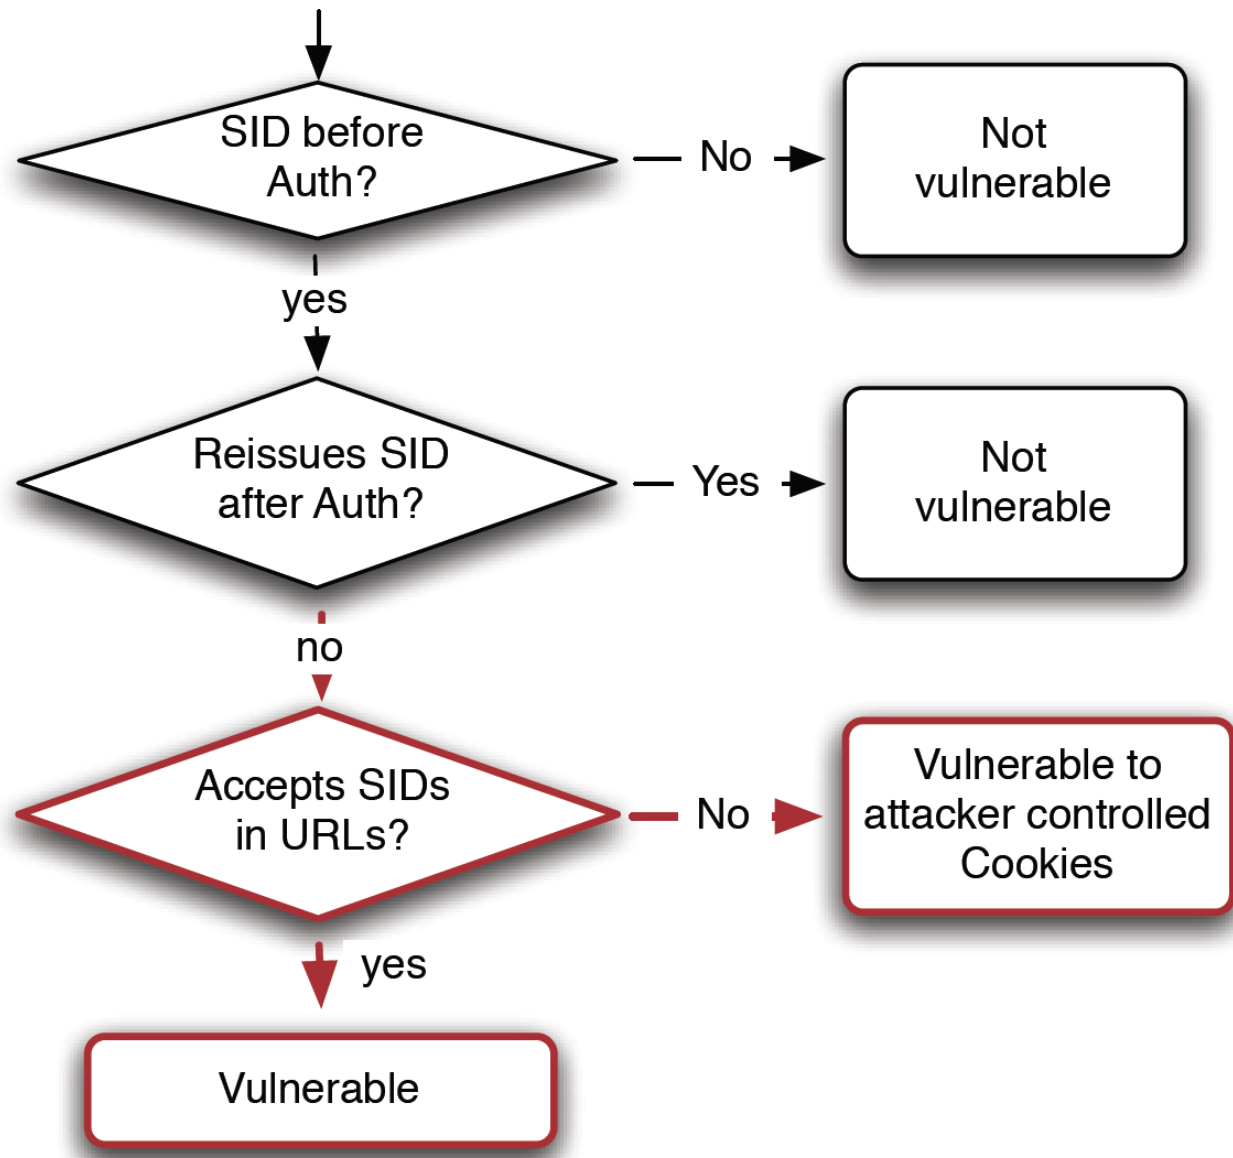 SID before
Auth?
No
Not
vulnerable
yes
Reissues SID
after Auth?
Yes
Not
vulnerable
no
Accepts SIDs
in URLs?
No
Vulnerable to
attacker controlled
Cookies
yes
Vulnerable